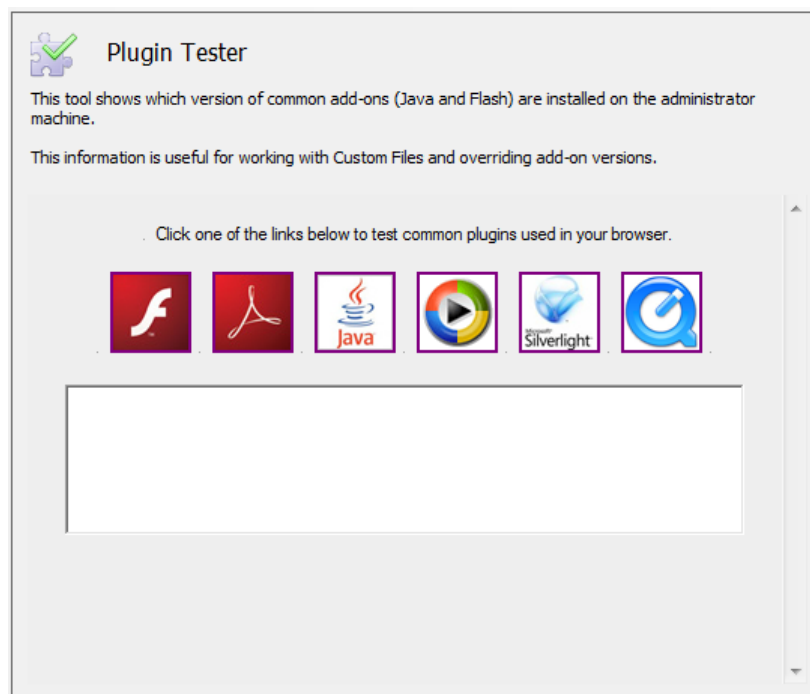 Plugin Tester
This tool shows which version of common add-ons (Java and Flash) are installed on the administrator
machine.
This information is useful for working with Custom Files and overriding add-on versions.
. Click one of the links below to test common plugins used in your browser.
Java
Microsoft®
Silverlight™